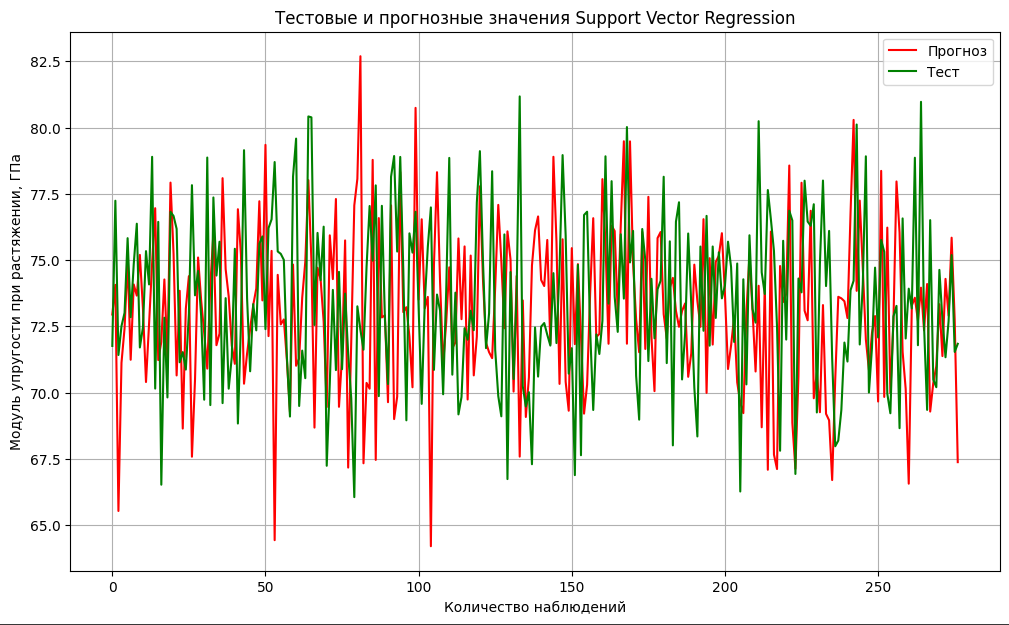 Тестовые и прогнозные значения Support Vector Regression
Прогноз
Тест
Модуль упругости при растяжении, ГПа
82.5
80.0
77.5
75.0
72.5
70.0
67.5
65.0
0 50 100 150 200 250
Количество наблюдений